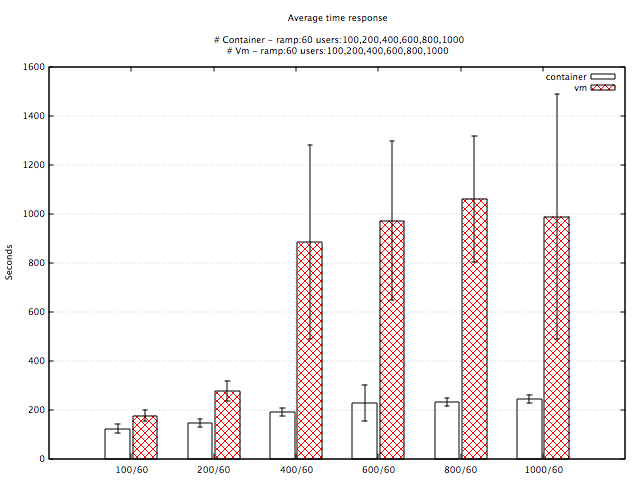 Average time response
# Container - ramp:60 users:100,200,400,600,800,1000
# Vm - ramp:60 users:100,200,400,600,800,1000
1600
container
vm
1400
1200
1000
800
Seconds
600
400
200
0
100/60 200/60 400/60 600/60 800/60 1000/60